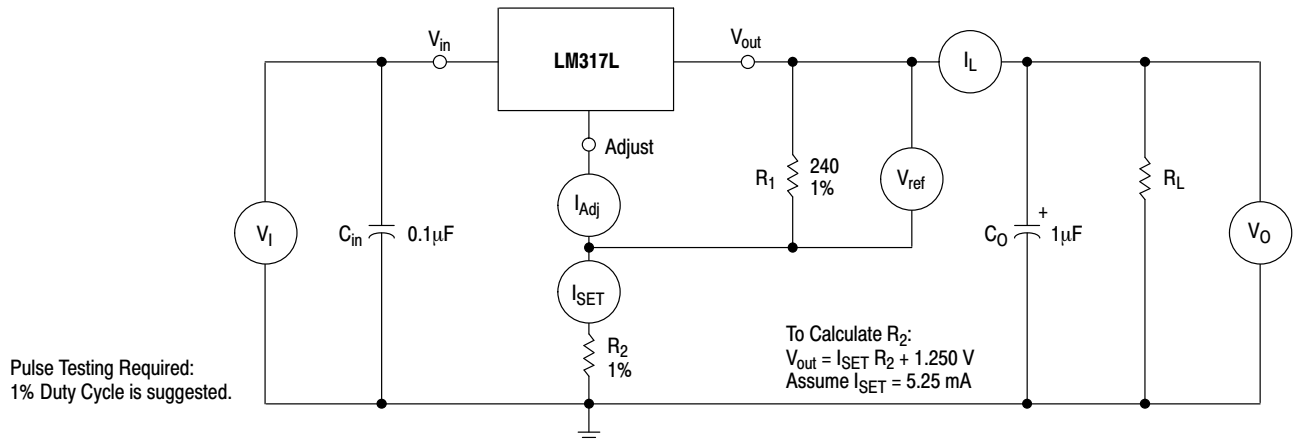 V_in
LM317L
V_out
I_L
Adjust
R_1
240
1%
V_ref
R_L
I_Adj
V_I
C_in
0.1µF
C_O
+
1µF
V_O
I_SET
R_2
1%
To Calculate R_2:
V_out = I_SET R_2 + 1.250 V
Assume I_SET = 5.25 mA
Pulse Testing Required:
1% Duty Cycle is suggested.